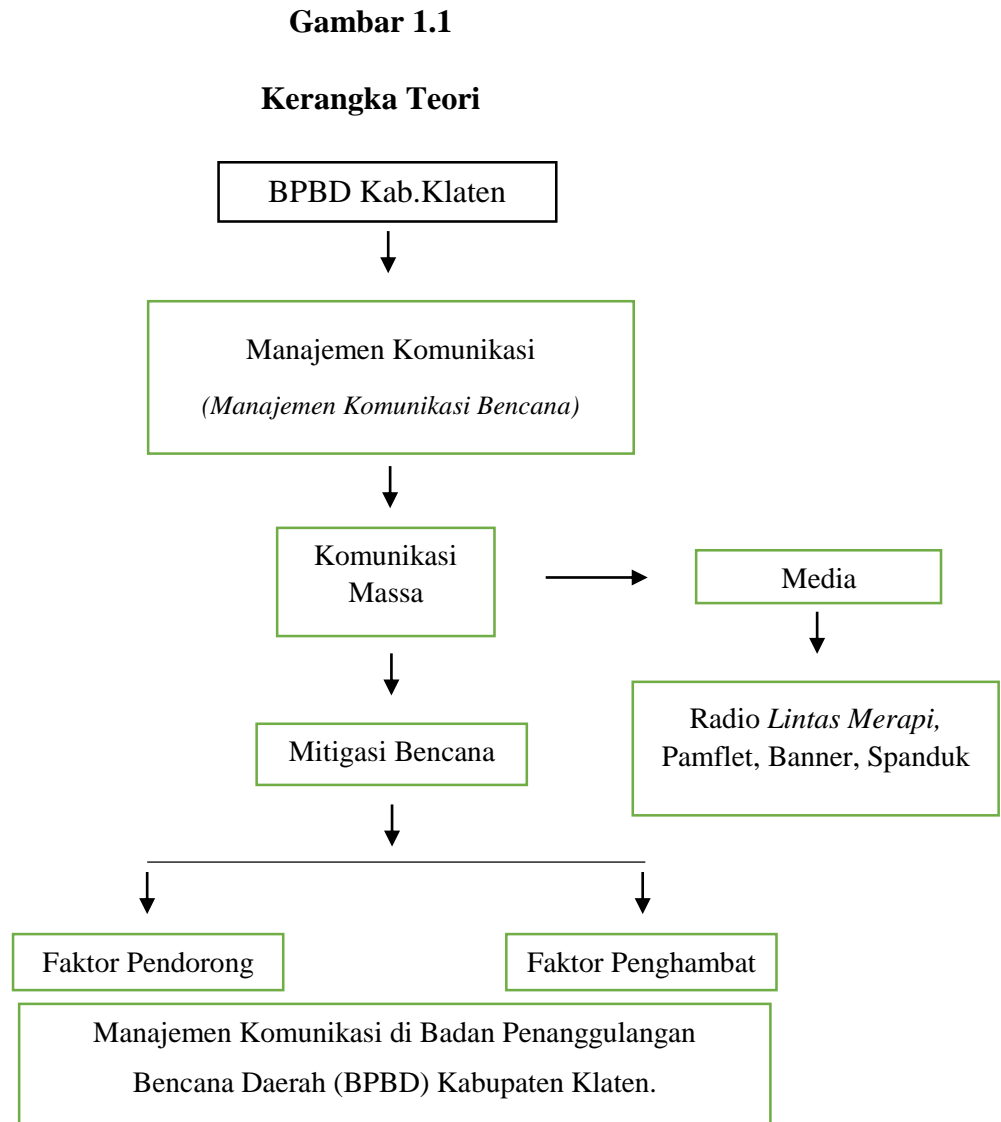 Gambar 1.1
Kerangka Teori
BPBD Kab.Klaten
Manajemen Komunikasi
(Manajemen Komunikasi Bencana)
Komunikasi
Massa
Media
Radio Lintas Merapi,
Pamflet, Banner, Spanduk
Mitigasi Bencana
Faktor Pendorong
Faktor Penghambat
Manajemen Komunikasi di Badan Penanggulangan
Bencana Daerah (BPBD) Kabupaten Klaten.